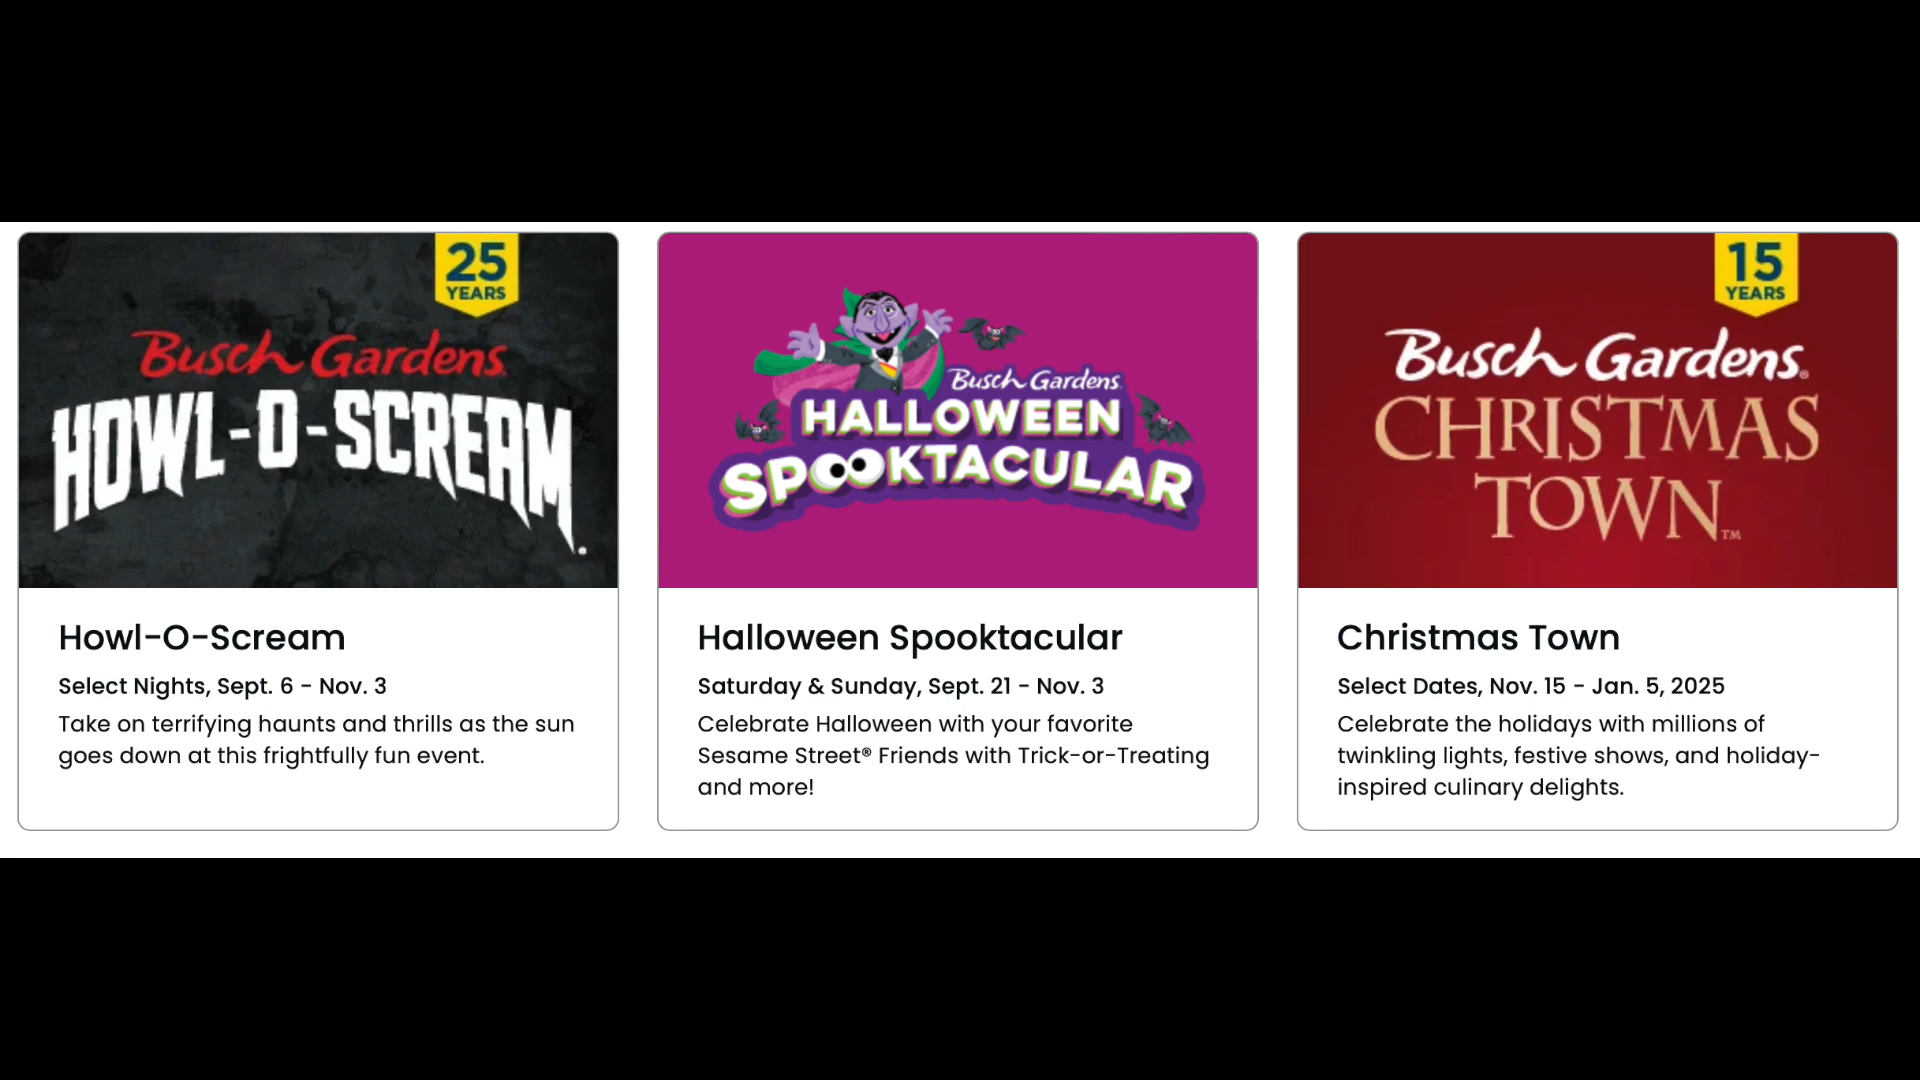 25
YEARS
Busch Gardens
HOWL-O-SCREAM.
Howl-O-Scream
Select Nights, Sept. 6 - Nov. 3
Take on terrifying haunts and thrills as the sun
goes down at this frightfully fun event.
Busch Gardens
HALLOWEEN
SPOOKTACULAR
Halloween Spooktacular
Saturday & Sunday, Sept. 21 - Nov. 3
Celebrate Halloween with your favorite
Sesame Street® Friends with Trick-or-Treating
and more!
15
YEARS
Busch Gardens®
CHRISTMAS
TOWN™
Christmas Town
Select Dates, Nov. 15 - Jan. 5, 2025
Celebrate the holidays with millions of
twinkling lights, festive shows, and holiday-
inspired culinary delights.